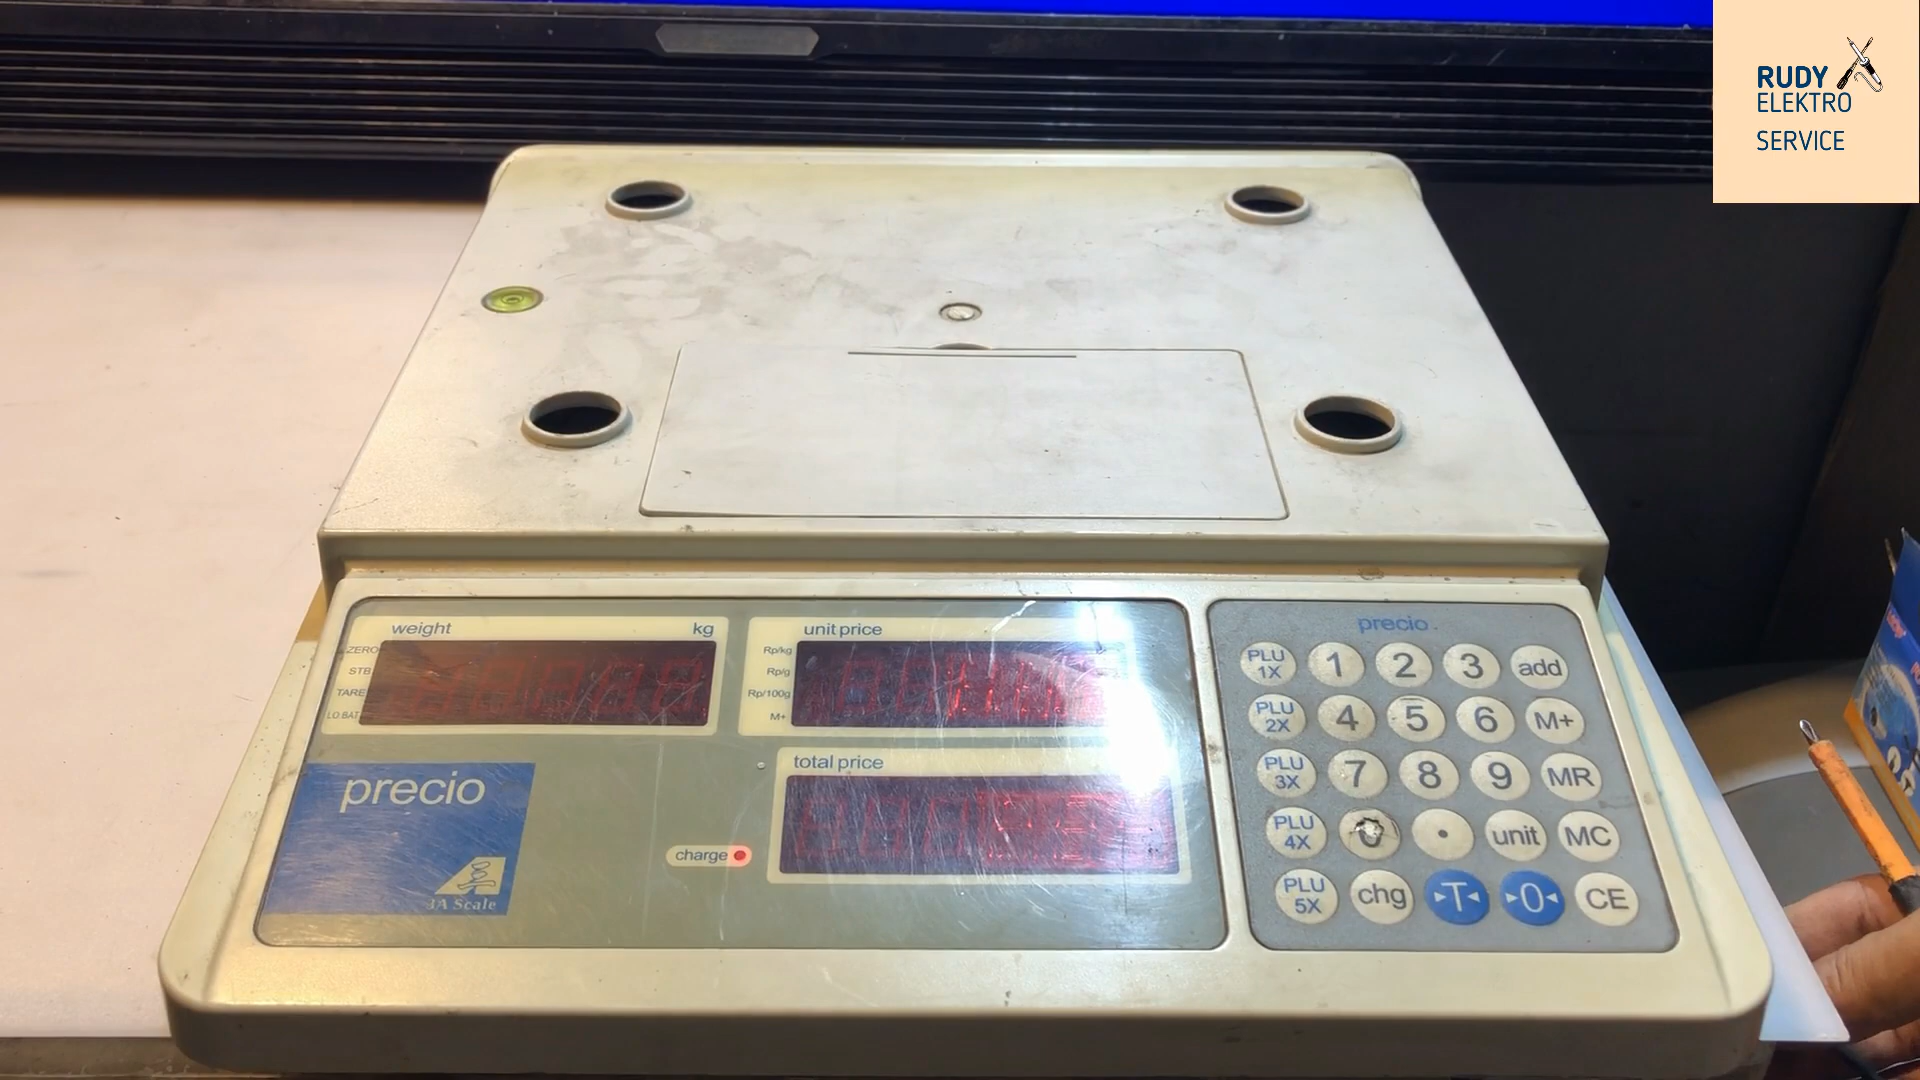 RUDY
ELEKTRO
SERVICE
weight kg
ZERO
STB
TARE
LO.BAT
unit price
Rp/kg
Rp/g
Rp/100g
M+
total price
precio
3A Scale
charge
precio
PLU 1X 1 2 3 add
PLU 2X 4 5 6 M+
PLU 3X 7 8 9 MR
PLU 4X 0 . unit MC
PLU 5X chg T 0 CE